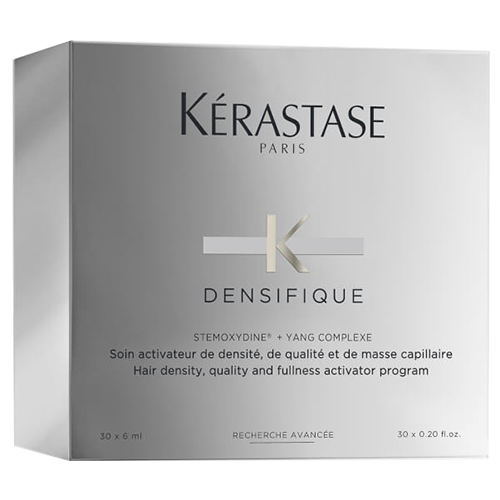 KÉRASTASE
PARIS
K
DENSIFIQUE
STEMOXYDINE® + YANG COMPLEXE
Soin activateur de densité, de qualité et de masse capillaire
Hair density, quality and fullness activator program
30 x 6 ml RECHERCHE AVANCÉE 30 x 0.20 fl.oz.